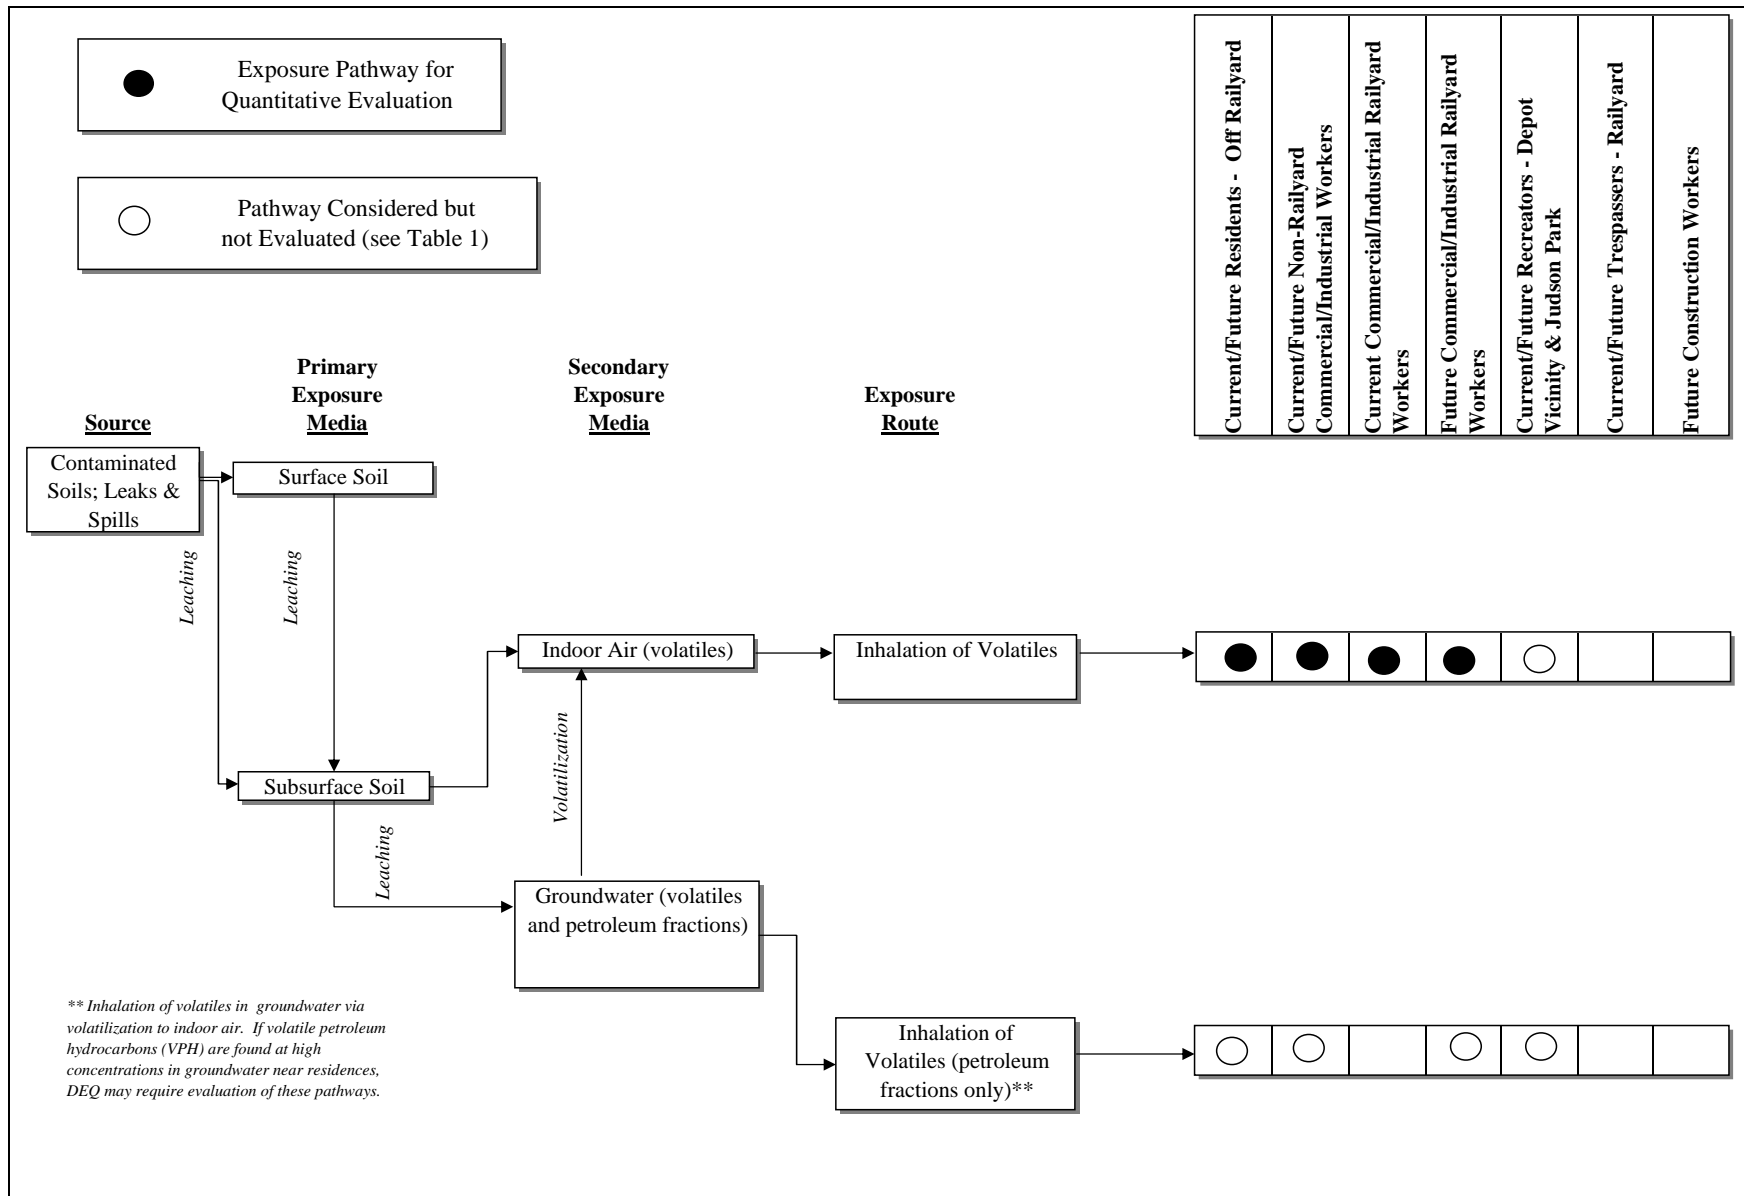 Exposure Pathway for
Quantitative Evaluation
Pathway Considered but
not Evaluated (see Table 1)
Current/Future Residents - Off Railyard
Current/Future Non-Railyard
Commercial/Industrial Workers
Current Commercial/Industrial Railyard
Workers
Future Commercial/Industrial Railyard
Workers
Current/Future Recreators - Depot
Vicinity & Judson Park
Current/Future Trespassers - Railyard
Future Construction Workers
Source
Primary
Exposure
Media
Secondary
Exposure
Media
Exposure
Route
Contaminated
Soils; Leaks &
Spills
Surface Soil
Leaching
Leaching
Indoor Air (volatiles)
Inhalation of Volatiles
Volatilization
Subsurface Soil
Leaching
Groundwater (volatiles
and petroleum fractions)
Inhalation of
Volatiles (petroleum
fractions only)**
** Inhalation of volatiles in groundwater via
volatilization to indoor air. If volatile petroleum
hydrocarbons (VPH) are found at high
concentrations in groundwater near residences,
DEQ may require evaluation of these pathways.